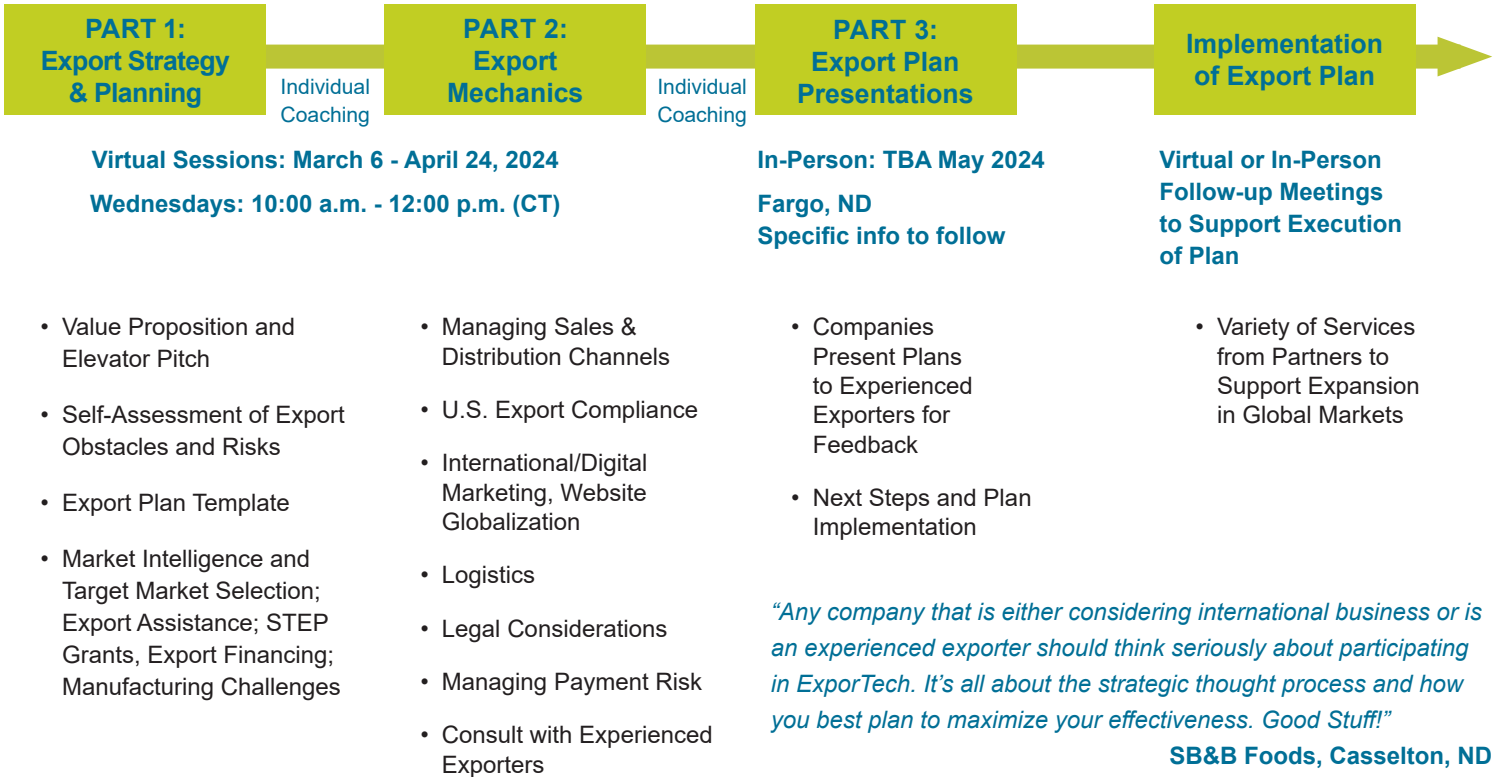 PART 1:
Export Strategy
& Planning
Individual
Coaching
PART 2:
Export
Mechanics
Individual
Coaching
PART 3:
Export Plan
Presentations
Implementation
of Export Plan
Virtual Sessions: March 6 - April 24, 2024
Wednesdays: 10:00 a.m. - 12:00 p.m. (CT)
In-Person: TBA May 2024
Fargo, ND
Specific info to follow
Virtual or In-Person
Follow-up Meetings
to Support Execution
of Plan
• Value Proposition and
Elevator Pitch
• Self-Assessment of Export
Obstacles and Risks
• Export Plan Template
• Market Intelligence and
Target Market Selection;
Export Assistance; STEP
Grants, Export Financing;
Manufacturing Challenges
• Managing Sales &
Distribution Channels
• U.S. Export Compliance
• International/Digital
Marketing, Website
Globalization
• Logistics
• Legal Considerations
• Managing Payment Risk
• Consult with Experienced
Exporters
• Companies
Present Plans
to Experienced
Exporters for
Feedback
• Next Steps and Plan
Implementation
• Variety of Services
from Partners to
Support Expansion
in Global Markets
“Any company that is either considering international business or is
an experienced exporter should think seriously about participating
in ExporTech. It’s all about the strategic thought process and how
you best plan to maximize your effectiveness. Good Stuff!”
SB&B Foods, Casselton, ND